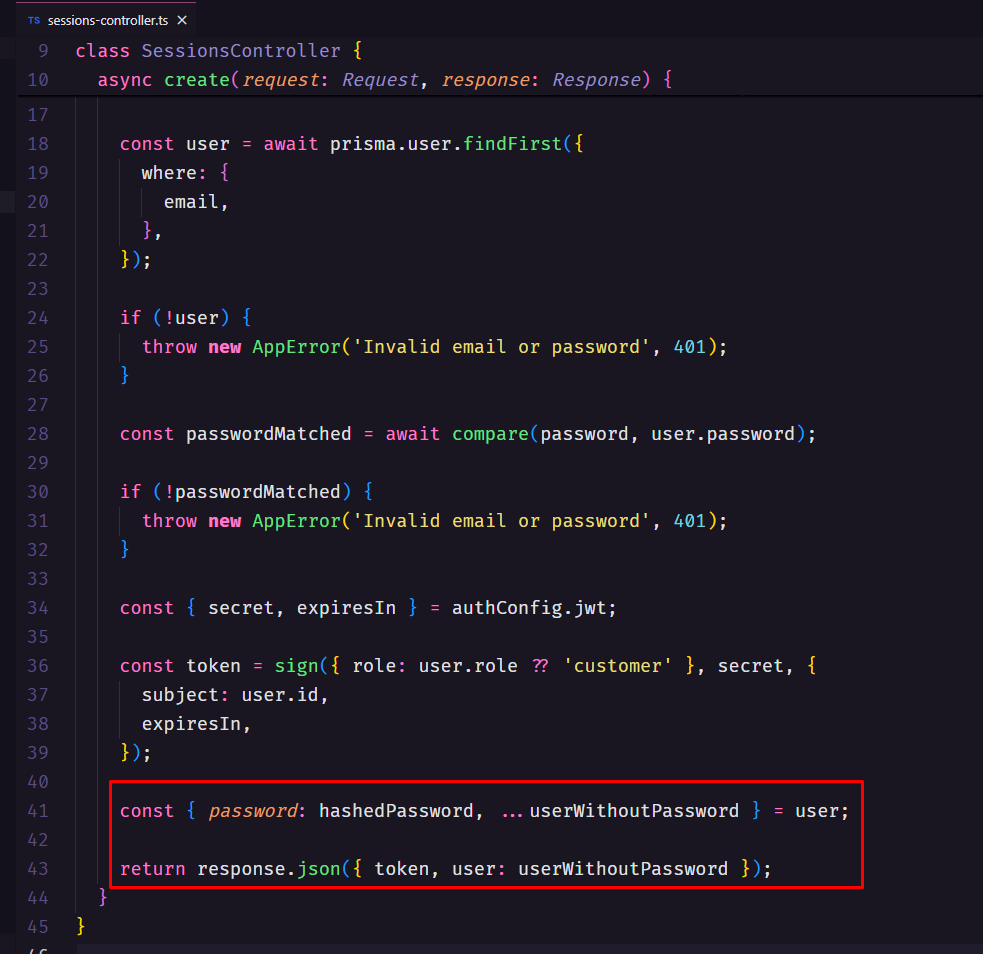 TS sessions-controller.ts ✕
9 class SessionsController {
10 async create(request: Request, response: Response) {
17
18 const user = await prisma.user.findFirst({
19 where: {
20 email,
21 },
22 });
23
24 if (!user) {
25 throw new AppError('Invalid email or password', 401);
26 }
27
28 const passwordMatched = await compare(password, user.password);
29
30 if (!passwordMatched) {
31 throw new AppError('Invalid email or password', 401);
32 }
33
34 const { secret, expiresIn } = authConfig.jwt;
35
36 const token = sign({ role: user.role ?? 'customer' }, secret, {
37 subject: user.id,
38 expiresIn,
39 });
40
41 const { password: hashedPassword, ...userWithoutPassword } = user;
42
43 return response.json({ token, user: userWithoutPassword });
44 }
45 }